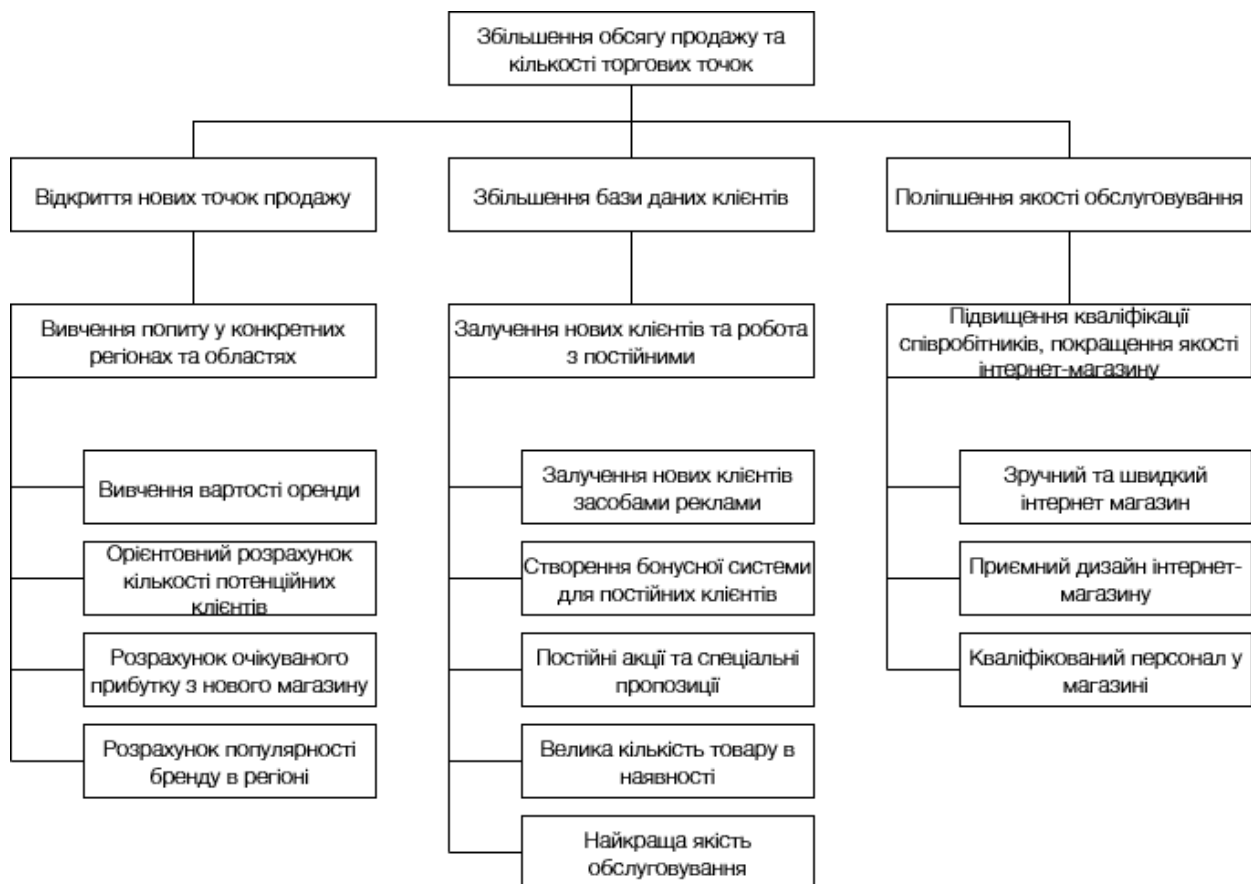 Збільшення обсягу продажу та
кількості торгових точок
Відкриття нових точок продажу
Збільшення бази даних клієнтів
Поліпшення якості обслуговування
Вивчення попиту у конкретних
регіонах та областях
Залучення нових клієнтів та робота
з постійними
Підвищення кваліфікації
співробітників, покращення якості
інтернет-магазину
Вивчення вартості оренди
Орієнтовний розрахунок
кількості потенційних
клієнтів
Розрахунок очікуваного
прибутку з нового магазину
Розрахунок популярності
бренду в регіоні
Залучення нових клієнтів
засобами реклами
Створення бонусної системи
для постійних клієнтів
Постійні акції та спеціальні
пропозиції
Велика кількість товару в
наявності
Найкраща якість
обслуговування
Зручний та швидкий
інтернет магазин
Приємний дизайн інтернет-
магазину
Кваліфікований персонал у
магазині